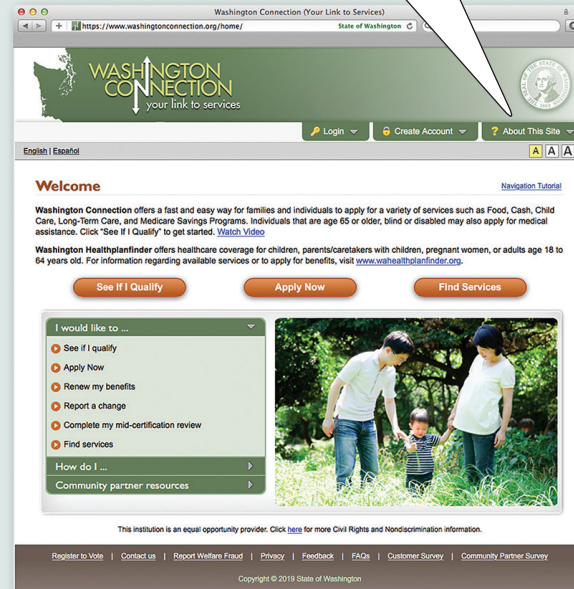 Washington Connection (Your Link to Services)
https://www.washingtonconnection.org/home/
State of Washington
WASHINGTON
CONNECTION
your link to services
Login
Create Account
? About This Site
English | Español
A A A
Welcome
Navigation Tutorial
Washington Connection offers a fast and easy way for families and individuals to apply for a variety of services such as Food, Cash, Child
Care, Long-Term Care, and Medicare Savings Programs. Individuals that are age 65 or older, blind or disabled may also apply for medical
assistance. Click “See If I Qualify” to get started. Watch Video
Washington Healthplanfinder offers healthcare coverage for children, parents/caretakers with children, pregnant women, or adults age 18 to
64 years old. For information regarding available services or to apply for benefits, visit www.wahealthplanfinder.org.
See If I Qualify
Apply Now
Find Services
I would like to ...
See if I qualify
Apply Now
Renew my benefits
Report a change
Complete my mid-certification review
Find services
How do I ...
Community partner resources
This institution is an equal opportunity provider. Click here for more Civil Rights and Nondiscrimination information.
Register to Vote | Contact us | Report Welfare Fraud | Privacy | Feedback | FAQs | Customer Survey | Community Partner Survey
Copyright © 2019 State of Washington